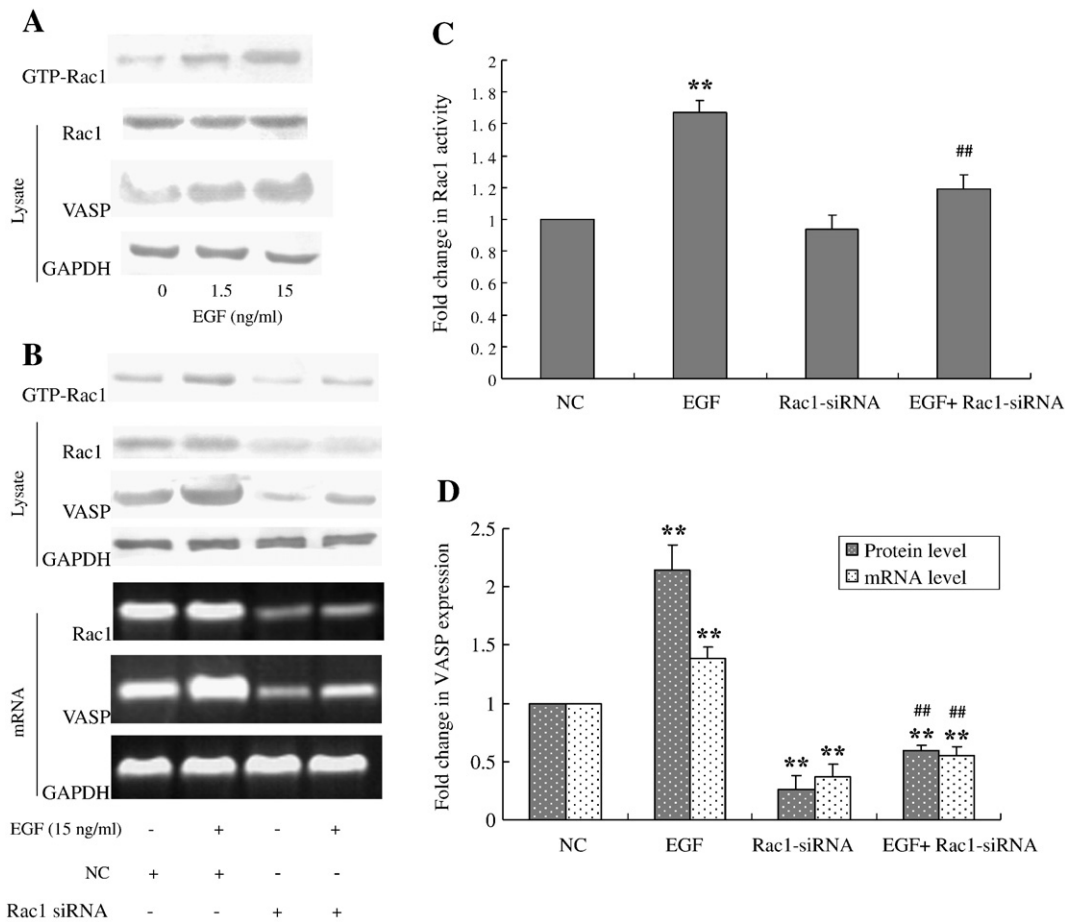 A
GTP-Rac1
Rac1
VASP
GAPDH
Lysate
0 1.5 15
EGF (ng/ml)
B
GTP-Rac1
Rac1
VASP
GAPDH
Lysate
Rac1
VASP
GAPDH
mRNA
EGF (15 ng/ml) - + - +
NC + + - -
Rac1 siRNA - - + +
C
Fold change in Rac1 activity
2
1.8
1.6
1.4
1.2
1
0.8
0.6
0.4
0.2
0
**
##
NC EGF Rac1-siRNA EGF+ Rac1-siRNA
D
Fold change in VASP expression
2.5
2
1.5
1
0.5
0
Protein level
mRNA level
** **
** **
## ##
** **
NC EGF Rac1-siRNA EGF+ Rac1-siRNA